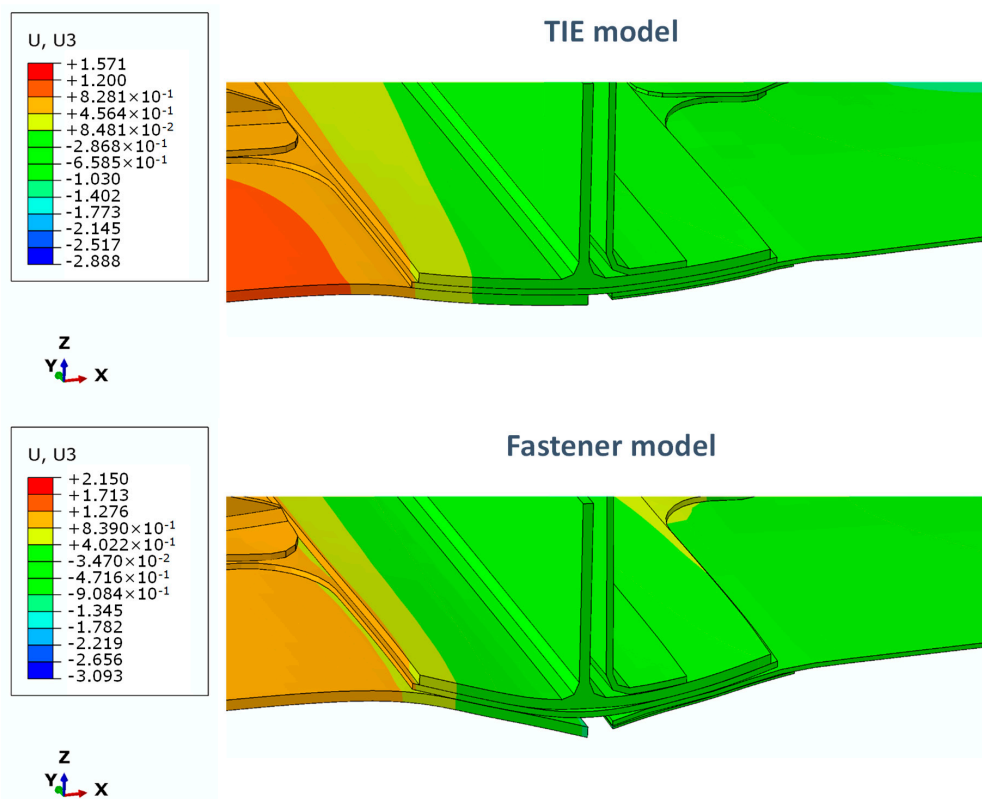 TIE model
U, U3
+1.571
+1.200
+8.281×10⁻¹
+4.564×10⁻¹
+8.481×10⁻²
-2.868×10⁻¹
-6.585×10⁻¹
-1.030
-1.402
-1.773
-2.145
-2.517
-2.888
Z
Y
X
Fastener model
U, U3
+2.150
+1.713
+1.276
+8.390×10⁻¹
+4.022×10⁻¹
-3.470×10⁻²
-4.716×10⁻¹
-9.084×10⁻¹
-1.345
-1.782
-2.219
-2.656
-3.093
Z
Y
X